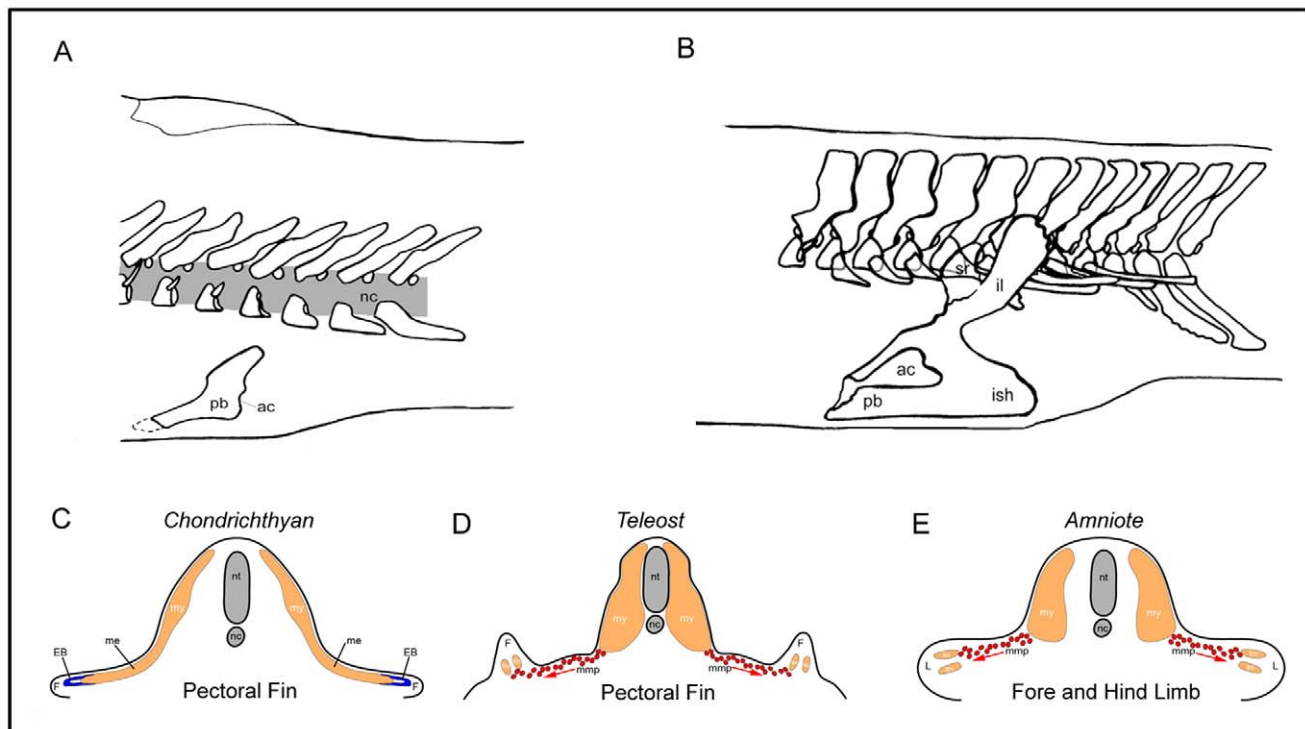 A
B
nc
pb
ac
sr
il
ac
pb
ish
C
Chondrichthyan
nt
my
my
nc
me
me
EB
EB
F
F
Pectoral Fin
D
Teleost
nt
my
my
nc
F
F
mmp
mmp
Pectoral Fin
E
Amniote
nt
my
my
nc
L
L
mmp
mmp
Fore and Hind Limb